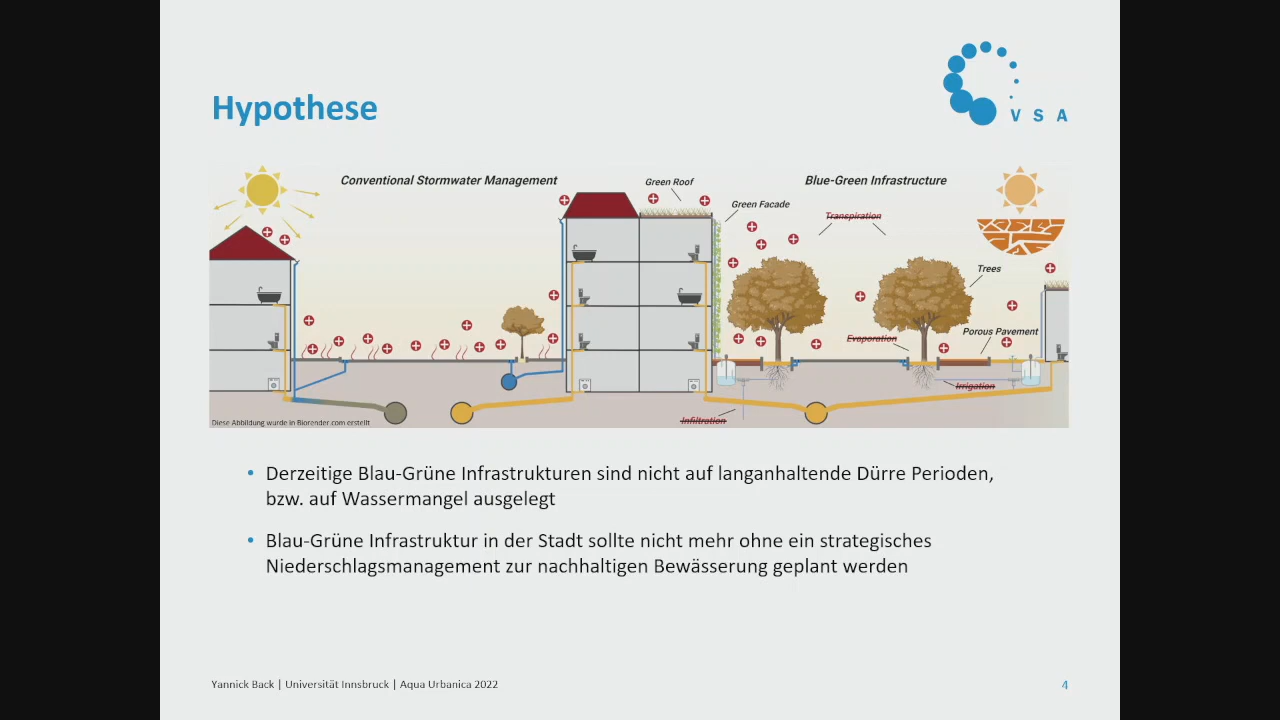 Hypothese
V S A
Conventional Stormwater Management
Green Roof
Blue-Green Infrastructure
Green Facade
Transpiration
Trees
Porous Pavement
Evaporation
Irrigation
Infiltration
Diese Abbildung wurde in Biorender.com erstellt
• Derzeitige Blau-Grüne Infrastrukturen sind nicht auf langanhaltende Dürre Perioden,
bzw. auf Wassermangel ausgelegt
• Blau-Grüne Infrastruktur in der Stadt sollte nicht mehr ohne ein strategisches
Niederschlagsmanagement zur nachhaltigen Bewässerung geplant werden
Yannick Back | Universität Innsbruck | Aqua Urbanica 2022
4